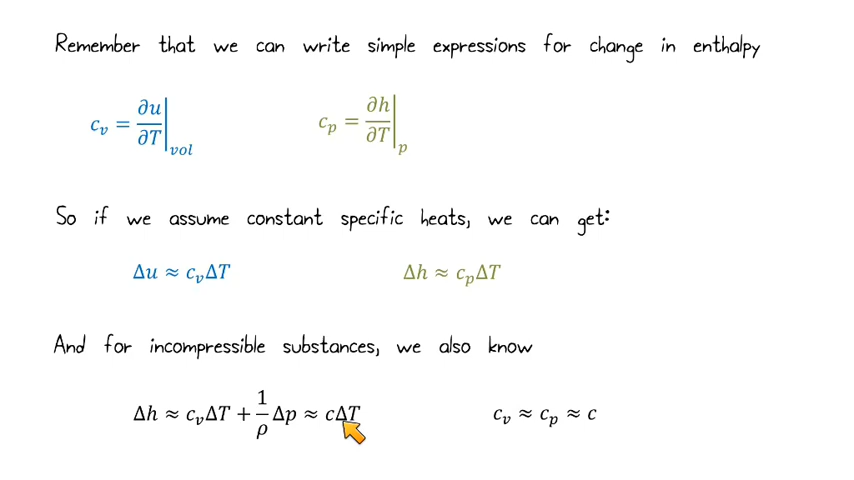 Remember that we can write simple expressions for change in enthalpy
c_v = ∂u/∂T|_vol c_p = ∂h/∂T|_p
So if we assume constant specific heats, we can get:
Δu ≈ c_vΔT Δh ≈ c_pΔT
And for incompressible substances, we also know
Δh ≈ c_vΔT + 1/ρ Δp ≈ cΔT c_v ≈ c_p ≈ c